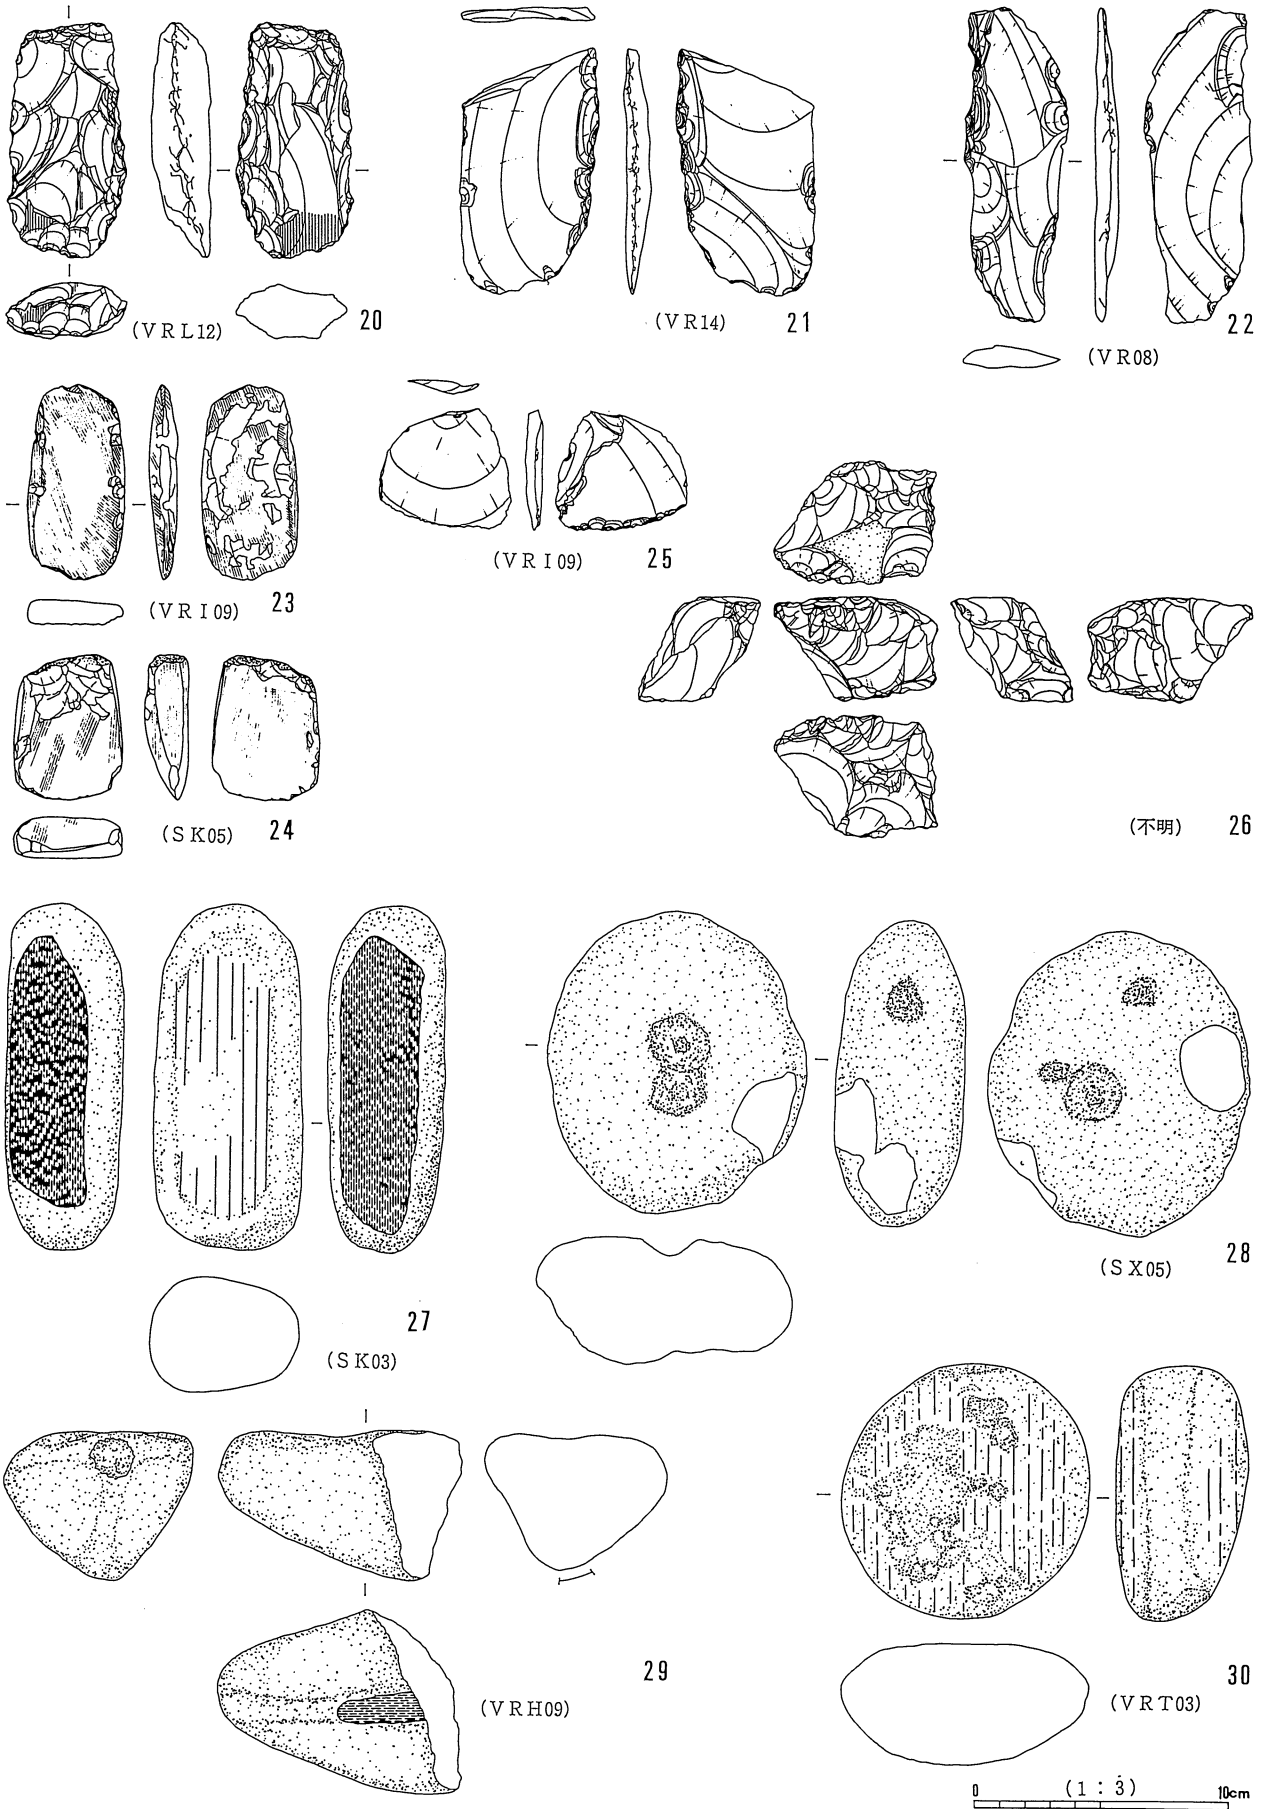 (VRL12) 20
(VR14) 21
(VR08) 22
(VRI09) 23
(VRI09) 25
(SK05) 24
(不明) 26
27
(SK03)
28
(SX05)
29
(VRH09)
30
(VRT03)
0 (1:3) 10cm